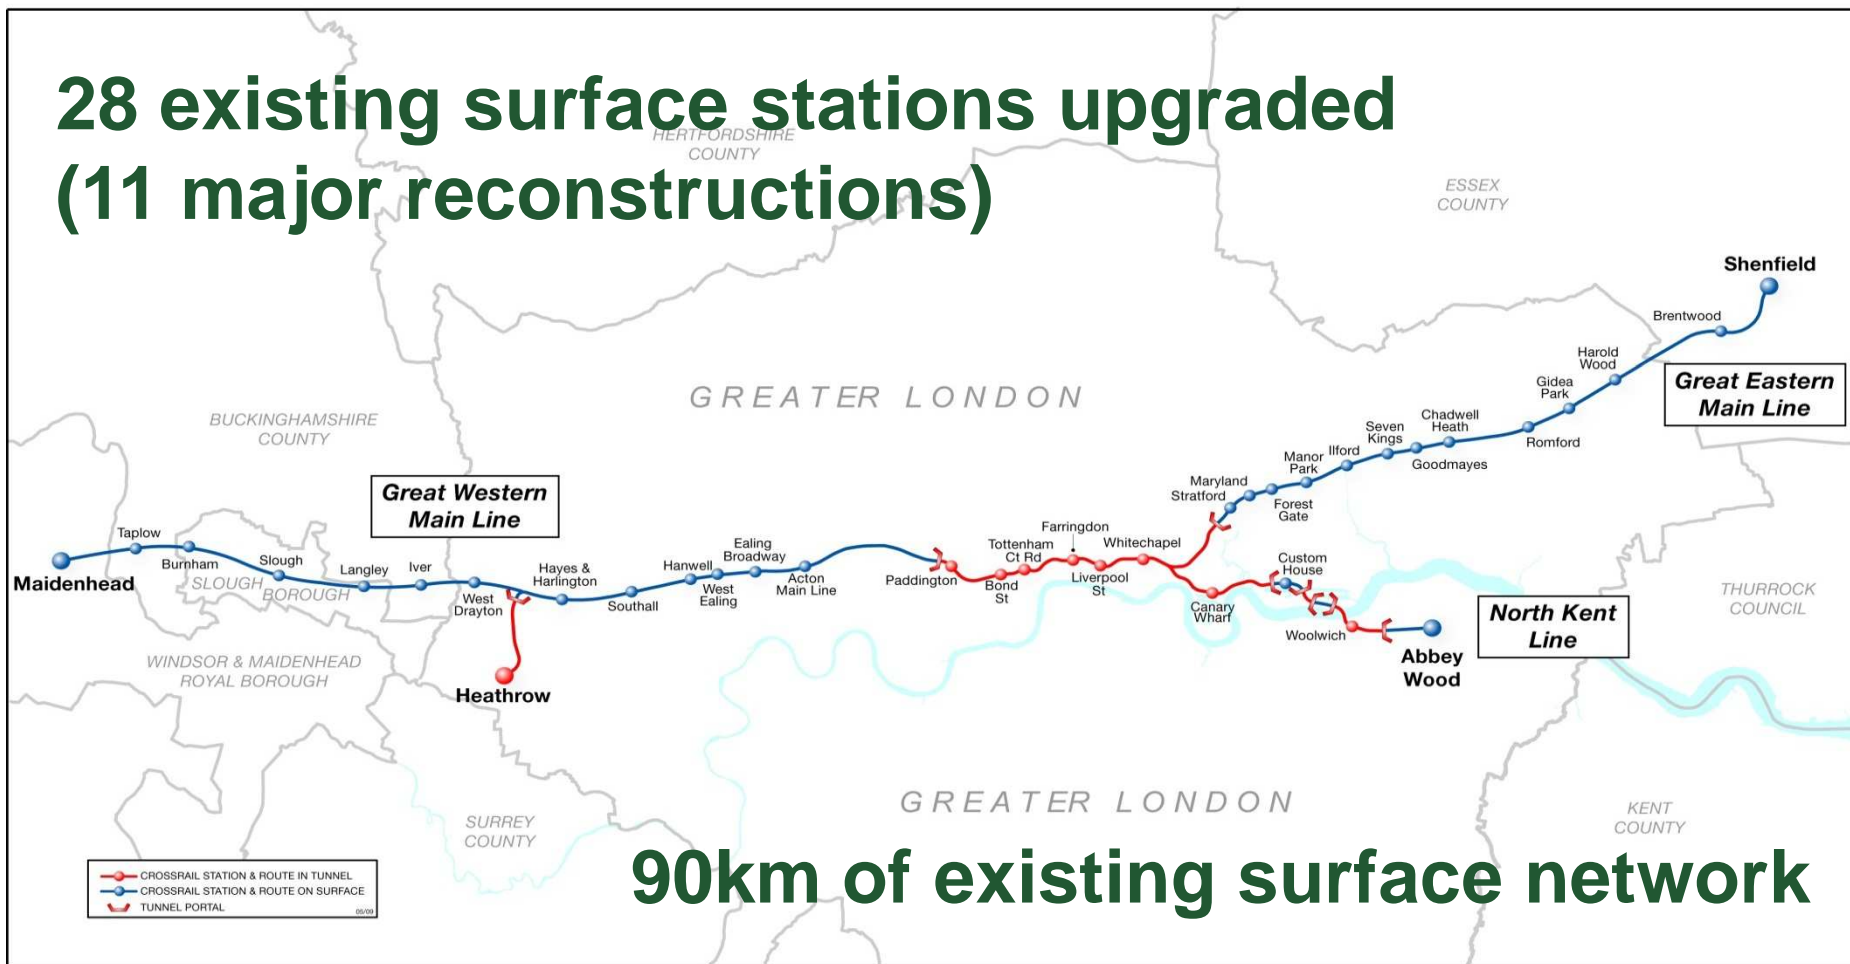 28 existing surface stations upgraded
(11 major reconstructions)
HERTFORDSHIRE
COUNTY
ESSEX
COUNTY
Shenfield
Brentwood
Harold
Wood
Great Eastern
Main Line
Gidea
Park
GREATER LONDON
BUCKINGHAMSHIRE
COUNTY
Chadwell
Heath
Seven
Kings
Romford
Ilford
Goodmayes
Manor
Park
Great Western
Main Line
Maryland
Stratford
Forest
Gate
Farringdon
Taplow
Burnham
Slough
SLOUGH
BOROUGH
Langley
Iver
West
Drayton
Hayes &
Harlington
Southall
Hanwell
West
Ealing
Ealing
Broadway
Acton
Main Line
Paddington
Bond
St
Tottenham
Ct Rd
Liverpool
St
Whitechapel
Custom
House
Canary
Wharf
Woolwich
Maidenhead
THURROCK
COUNCIL
North Kent
Line
Abbey
Wood
WINDSOR & MAIDENHEAD
ROYAL BOROUGH
Heathrow
GREATER LONDON
SURREY
COUNTY
KENT
COUNTY
90km of existing surface network
CROSSRAIL STATION & ROUTE IN TUNNEL
CROSSRAIL STATION & ROUTE ON SURFACE
TUNNEL PORTAL
05/09